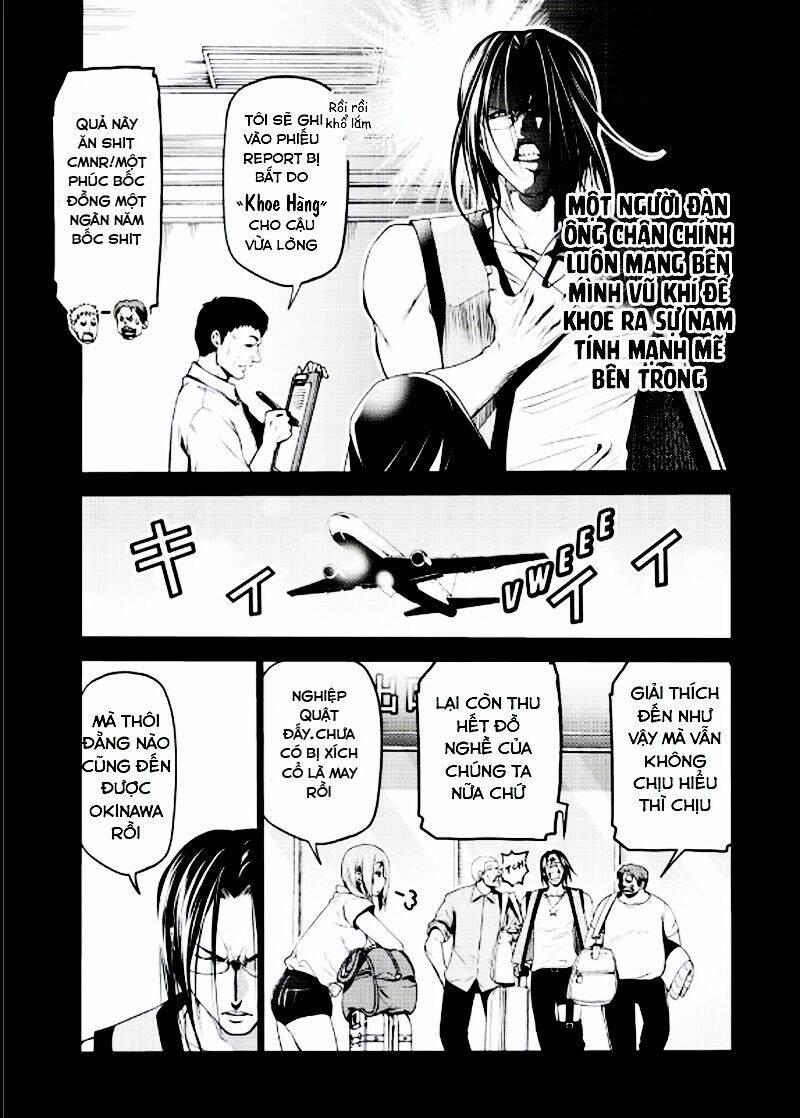 MỘT NGƯỜI ĐÀN
ÔNG CHÂN CHÍNH
LUÔN MANG BÊN
MÌNH VŨ KHÍ ĐỂ
KHOE RA SỰ NAM
TÍNH MẠNH MẼ
BÊN TRONG
Rồi rồi
khổ lắm
TÔI SẼ GHI
VÀO PHIẾU
REPORT BỊ
BẮT DO
"Khoe Hàng"
CHO CẬU
VỪA LÒNG
QUẢ NÀY
ĂN SHIT
CMNR!MỘT
PHÚC BỐC
ĐỒNG MỘT
NGÀN NĂM
BỐC SHIT
キィィィ
VWEEEE
GIẢI THÍCH
ĐẾN NHƯ
VẬY MÀ VẪN
KHÔNG
CHỊU HIỂU
THÌ CHỊU
LẠI CÒN THU
HẾT ĐỒ
NGHỀ CỦA
CHÚNG TA
NỮA CHỨ
TCH!
NGHIỆP
QUẬT
ĐẤY.CHƯA
CÓ BỊ XÍCH
CỔ LÀ MAY
RỒI
MÀ THÔI
ĐẰNG NÀO
CŨNG ĐẾN
ĐƯỢC
OKINAWA
RỒI